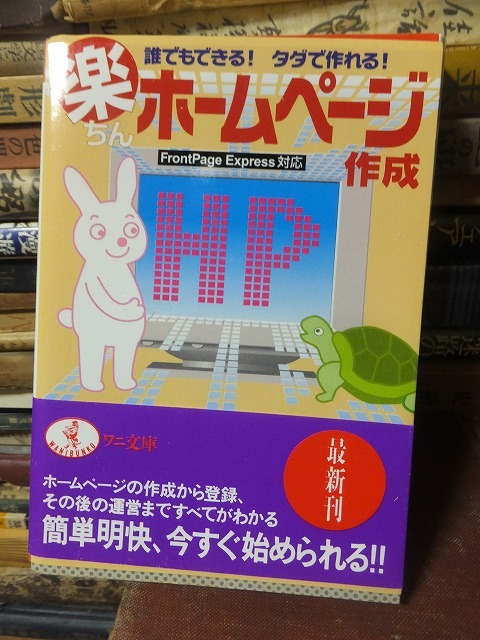 誰でもできる! タダで作れる!
楽ちん
ホームページ
作成
FrontPage Express対応
HP
WANIBUNKO
ワニ文庫
最新刊
ホームページの作成から登録、
その後の運営まですべてがわかる
簡単明快、今すぐ始められる!!